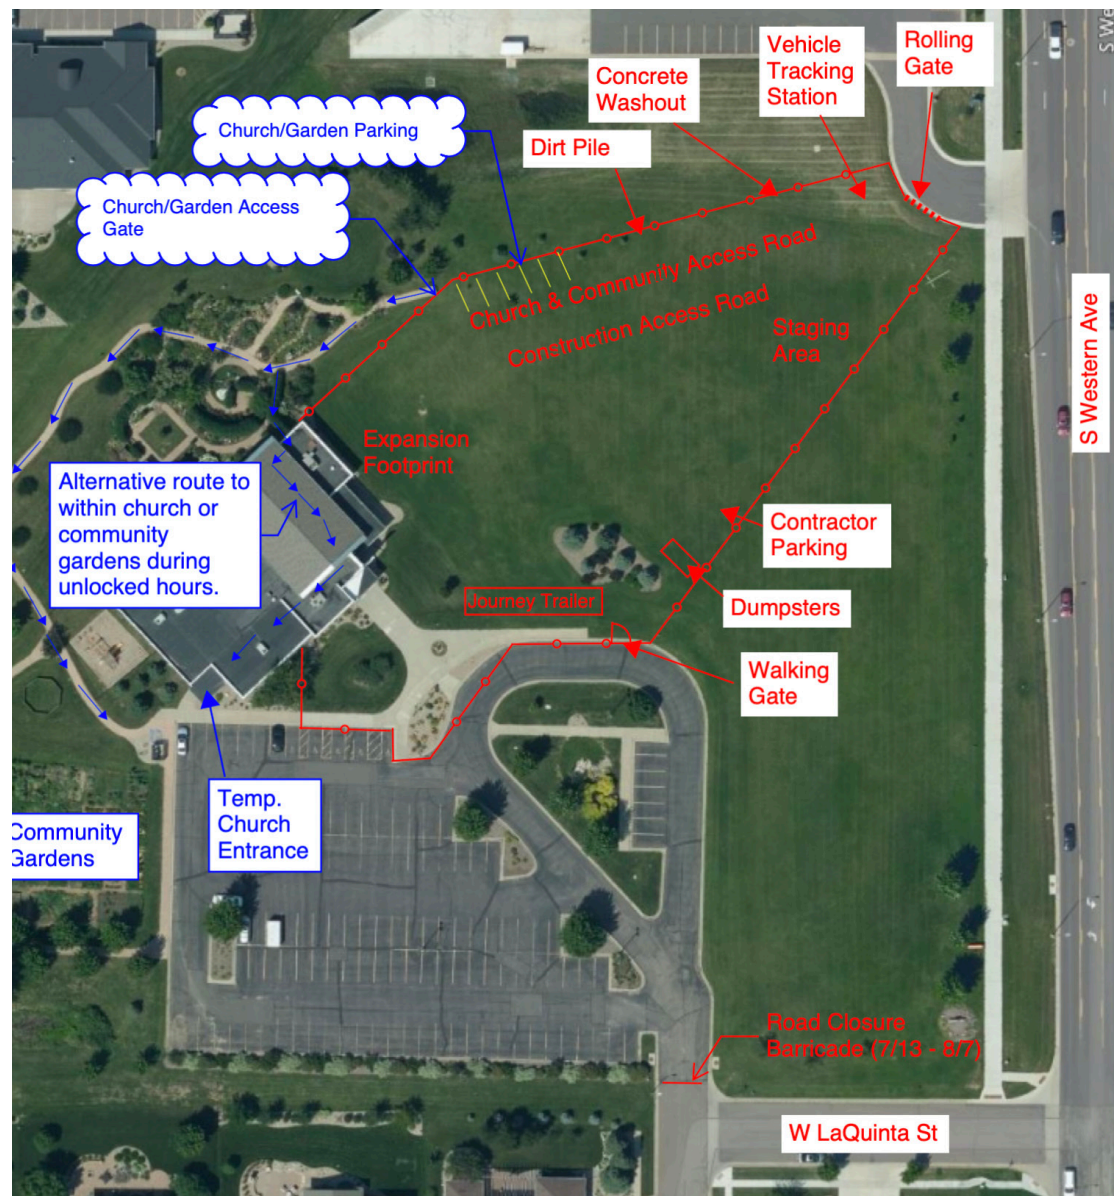 S We
Rolling
Gate
Vehicle
Tracking
Station
Concrete
Washout
Dirt Pile
Church/Garden Parking
Church/Garden Access
Gate
Church & Community Access Road
Construction Access Road
Staging
Area
S Western Ave
Expansion
Footprint
Alternative route to
within church or
community
gardens during
unlocked hours.
Contractor
Parking
Journey Trailer
Dumpsters
Walking
Gate
Temp.
Church
Entrance
Community
Gardens
Road Closure
Barricade (7/13 - 8/7)
W LaQuinta St